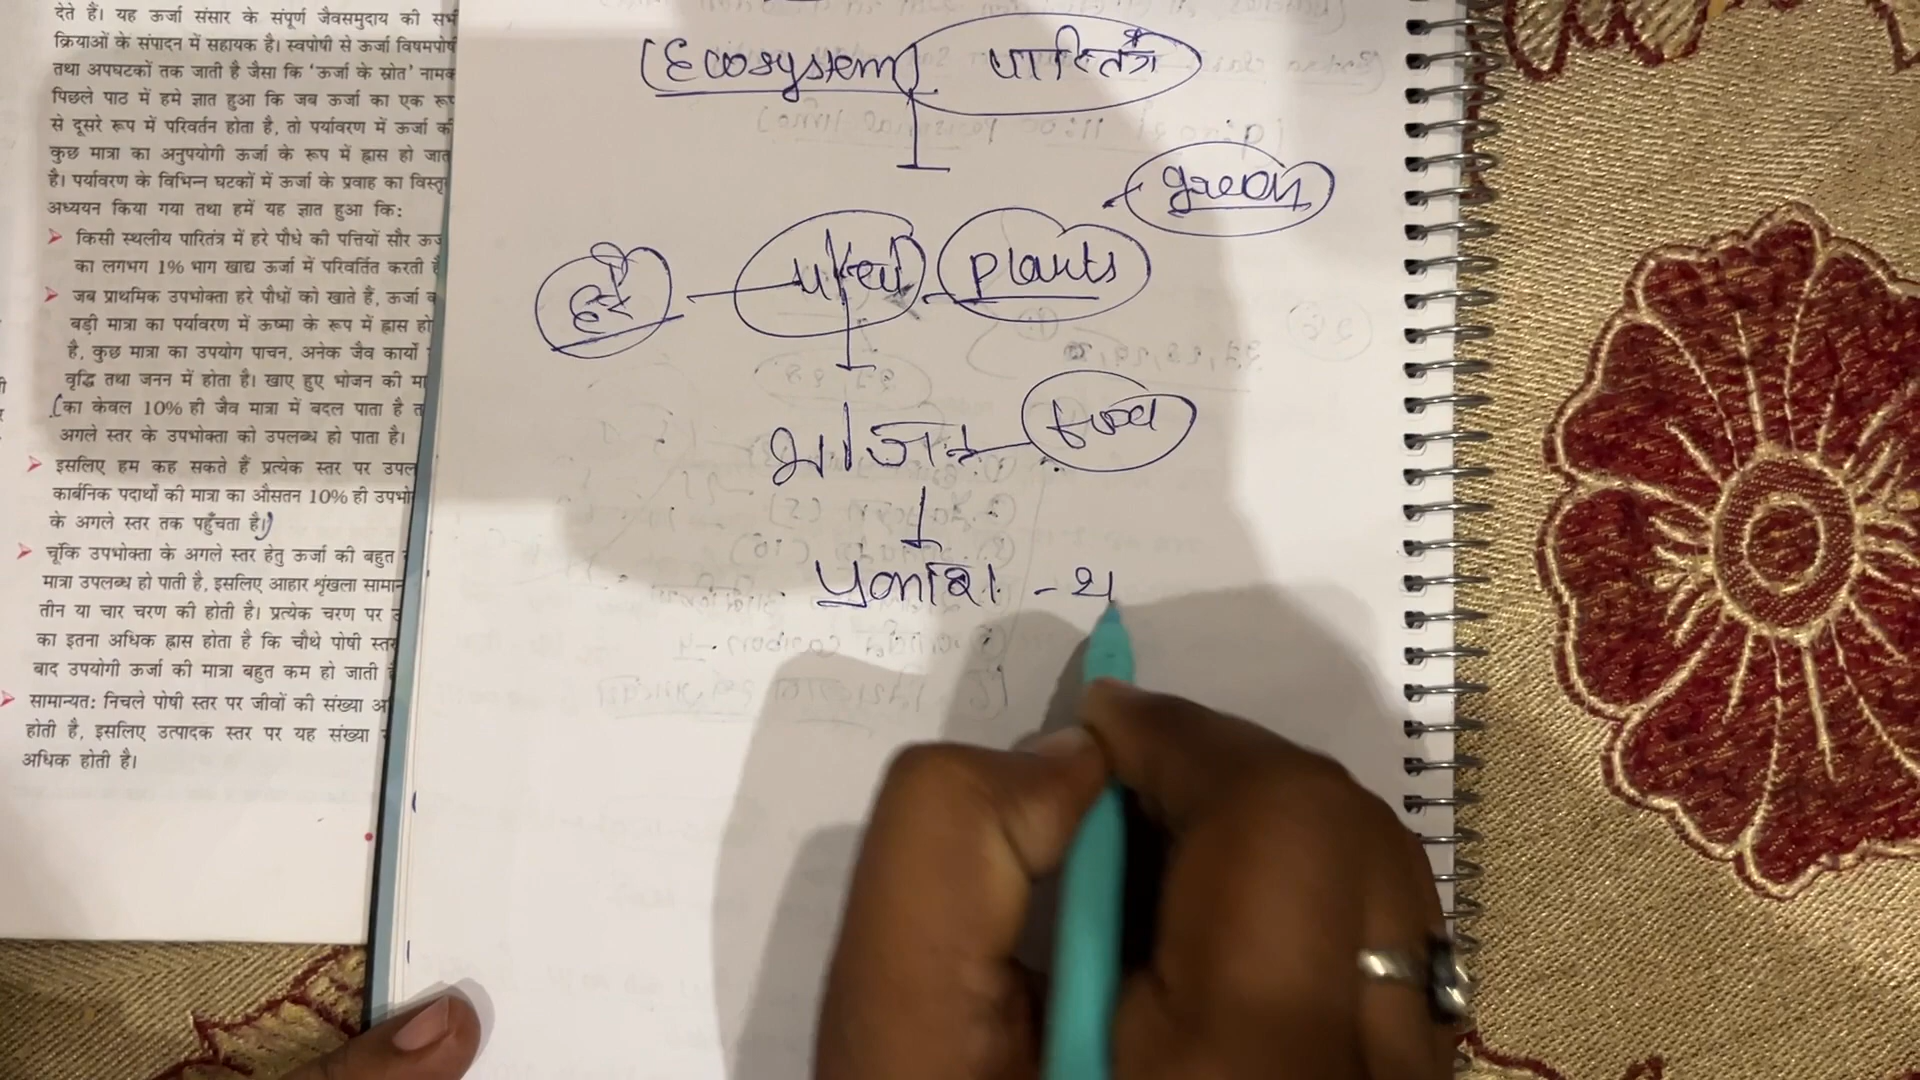 देते हैं। यह ऊर्जा संसार के संपूर्ण जैवसमुदाय की सभी
क्रियाओं के संपादन में सहायक है। स्वपोषी से ऊर्जा विषमपोष
तथा अपघटकों तक जाती है जैसा कि 'ऊर्जा के स्रोत' नामक
पिछले पाठ में हमे ज्ञात हुआ कि जब ऊर्जा का एक रूप
से दूसरे रूप में परिवर्तन होता है, तो पर्यावरण में ऊर्जा की
कुछ मात्रा का अनुपयोगी ऊर्जा के रूप में ह्रास हो जात
है। पर्यावरण के विभिन्न घटकों में ऊर्जा के प्रवाह का विस्तृ
अध्ययन किया गया तथा हमें यह ज्ञात हुआ कि:
किसी स्थलीय पारितंत्र में हरे पौधे की पत्तियों सौर ऊर्ज
का लगभग 1% भाग खाद्य ऊर्जा में परिवर्तित करती है
जब प्राथमिक उपभोक्ता हरे पौधों को खाते हैं, ऊर्जा क
बड़ी मात्रा का पर्यावरण में ऊष्मा के रूप में ह्रास हो
है, कुछ मात्रा का उपयोग पाचन, अनेक जैव कार्यों
वृद्धि तथा जनन में होता है। खाए हुए भोजन की मा
का केवल 10% ही जैव मात्रा में बदल पाता है त
अगले स्तर के उपभोक्ता को उपलब्ध हो पाता है।
इसलिए हम कह सकते हैं प्रत्येक स्तर पर उपल
कार्बनिक पदार्थों की मात्रा का औसतन 10% ही उपभो
के अगले स्तर तक पहुँचता है।
चूंकि उपभोक्ता के अगले स्तर हेतु ऊर्जा की बहुत
मात्रा उपलब्ध हो पाती है, इसलिए आहार शृंखला सामान
तीन या चार चरण की होती है। प्रत्येक चरण पर
का इतना अधिक ह्रास होता है कि चौथे पोषी स्तर
बाद उपयोगी ऊर्जा की मात्रा बहुत कम हो जाती
सामान्यत: निचले पोषी स्तर पर जीवों की संख्या अ
होती है, इसलिए उत्पादक स्तर पर यह संख्या
अधिक होती है।
(Ecosystem)
green
हरे
plants
भोजन
प्रकाश -